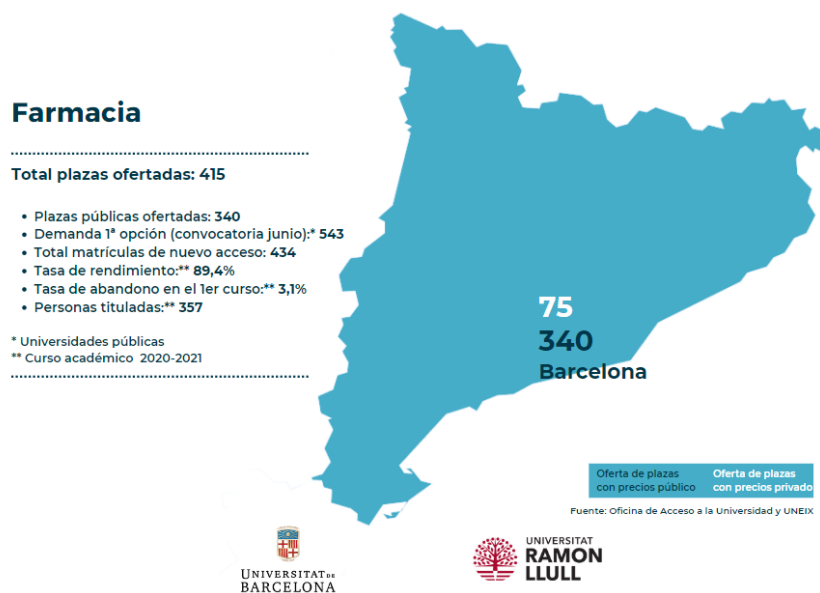 Farmacia
Total plazas ofertadas: 415
• Plazas públicas ofertadas: 340
• Demanda 1ª opción (convocatoria junio):* 543
• Total matrículas de nuevo acceso: 434
• Tasa de rendimiento:** 89,4%
• Tasa de abandono en el 1er curso:** 3,1%
• Personas tituladas:** 357
* Universidades públicas
** Curso académico 2020-2021
75
340
Barcelona
Oferta de plazas
con precios público
Oferta de plazas
con precios privado
Fuente: Oficina de Acceso a la Universidad y UNEIX
UNIVERSITAT DE
BARCELONA
UNIVERSITAT
RAMON
LLULL